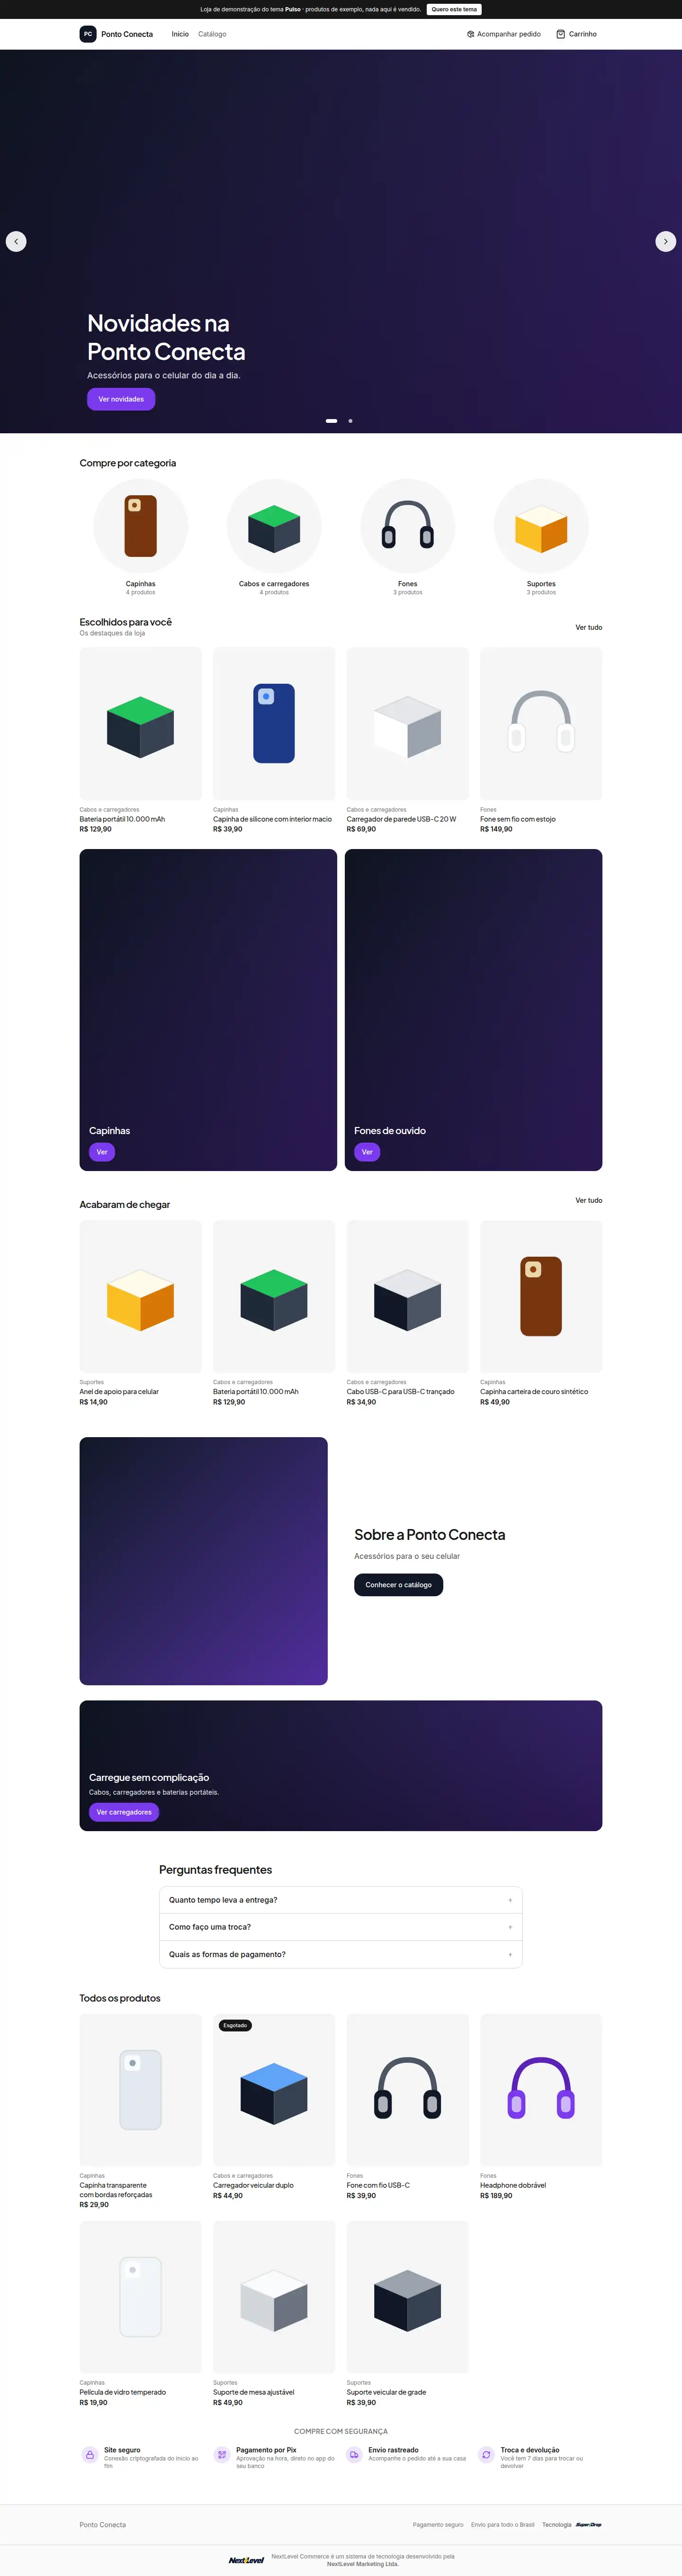 Loja de demonstração do tema Pulso · produtos de exemplo, nada aqui é vendido. Quero este tema
PC Ponto Conecta Início Catálogo Acompanhar pedido Carrinho
Novidades na
Ponto Conecta
Acessórios para o celular do dia a dia.
Ver novidades
Compre por categoria
Capinhas Cabos e carregadores Fones Suportes
4 produtos 4 produtos 3 produtos 3 produtos
Escolhidos para você
Os destaques da loja
Ver tudo
Cabos e carregadores Capinhas Cabos e carregadores Fones
Bateria portátil 10.000 mAh Capinha de silicone com interior macio Carregador de parede USB-C 20 W Fone sem fio com estojo
R$ 129,90 R$ 39,90 R$ 69,90 R$ 149,90
Capinhas Fones de ouvido
Ver Ver
Acabaram de chegar Ver tudo
Suportes Cabos e carregadores Cabos e carregadores Capinhas
Anel de apoio para celular Bateria portátil 10.000 mAh Cabo USB-C para USB-C trançado Capinha carteira de couro sintético
R$ 14,90 R$ 129,90 R$ 34,90 R$ 49,90
Sobre a Ponto Conecta
Acessórios para o seu celular
Conhecer o catálogo
Carregue sem complicação
Cabos, carregadores e baterias portáteis.
Ver carregadores
Perguntas frequentes
Quanto tempo leva a entrega? +
Como faço uma troca? +
Quais as formas de pagamento? +
Todos os produtos
Esgotado
Capinhas Cabos e carregadores Fones Fones
Capinha transparente Carregador veicular duplo Fone com fio USB-C Headphone dobrável
com bordas reforçadas R$ 44,90 R$ 39,90 R$ 189,90
R$ 29,90
Capinhas Suportes Suportes
Película de vidro temperado Suporte de mesa ajustável Suporte veicular de grade
R$ 19,90 R$ 49,90 R$ 39,90
COMPRE COM SEGURANÇA
Site seguro Pagamento por Pix Envio rastreado Troca e devolução
Conexão criptografada do início ao Aprovação na hora, direto no app do Acompanhe o pedido até a sua casa Você tem 7 dias para trocar ou
fim seu banco devolver
Ponto Conecta Pagamento seguro Envio para todo o Brasil Tecnologia SuperDrop
NextLevel NextLevel Commerce é um sistema de tecnologia desenvolvido pela
NextLevel Marketing Ltda.